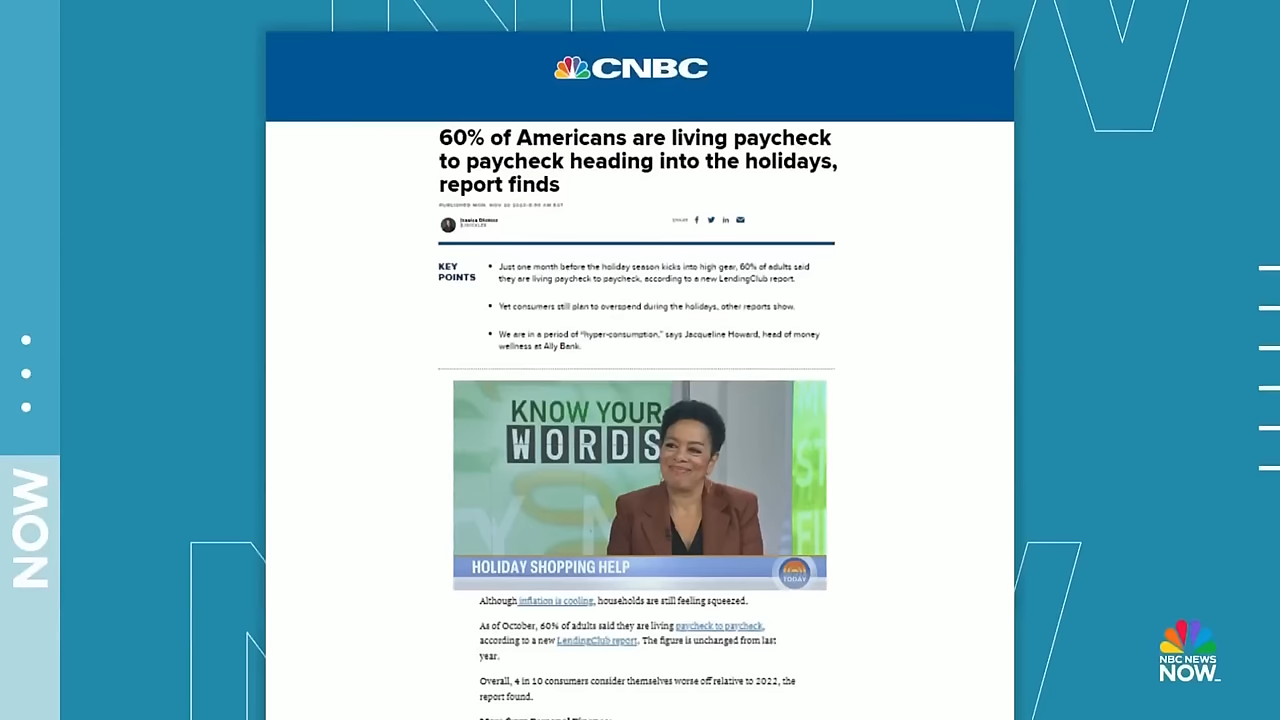 CNBC
60% of Americans are living paycheck
to paycheck heading into the holidays,
report finds
SHARE
KEY
POINTS
• Just one month before the holiday season kicks into high gear, 60% of adults said
they are living paycheck to paycheck, according to a new LendingClub report.
• Yet consumers still plan to overspend during the holidays, other reports show.
• We are in a period of "hyper-consumption," says Jacqueline Howard, head of money
wellness at Ally Bank.
KNOW YOUR
WORDS
HOLIDAY SHOPPING HELP
TODAY
Although inflation is cooling, households are still feeling squeezed.
As of October, 60% of adults said they are living paycheck to paycheck,
according to a new LendingClub report. The figure is unchanged from last
year.
Overall, 4 in 10 consumers consider themselves worse off relative to 2022, the
report found.
NOW
NBC NEWS
NOW